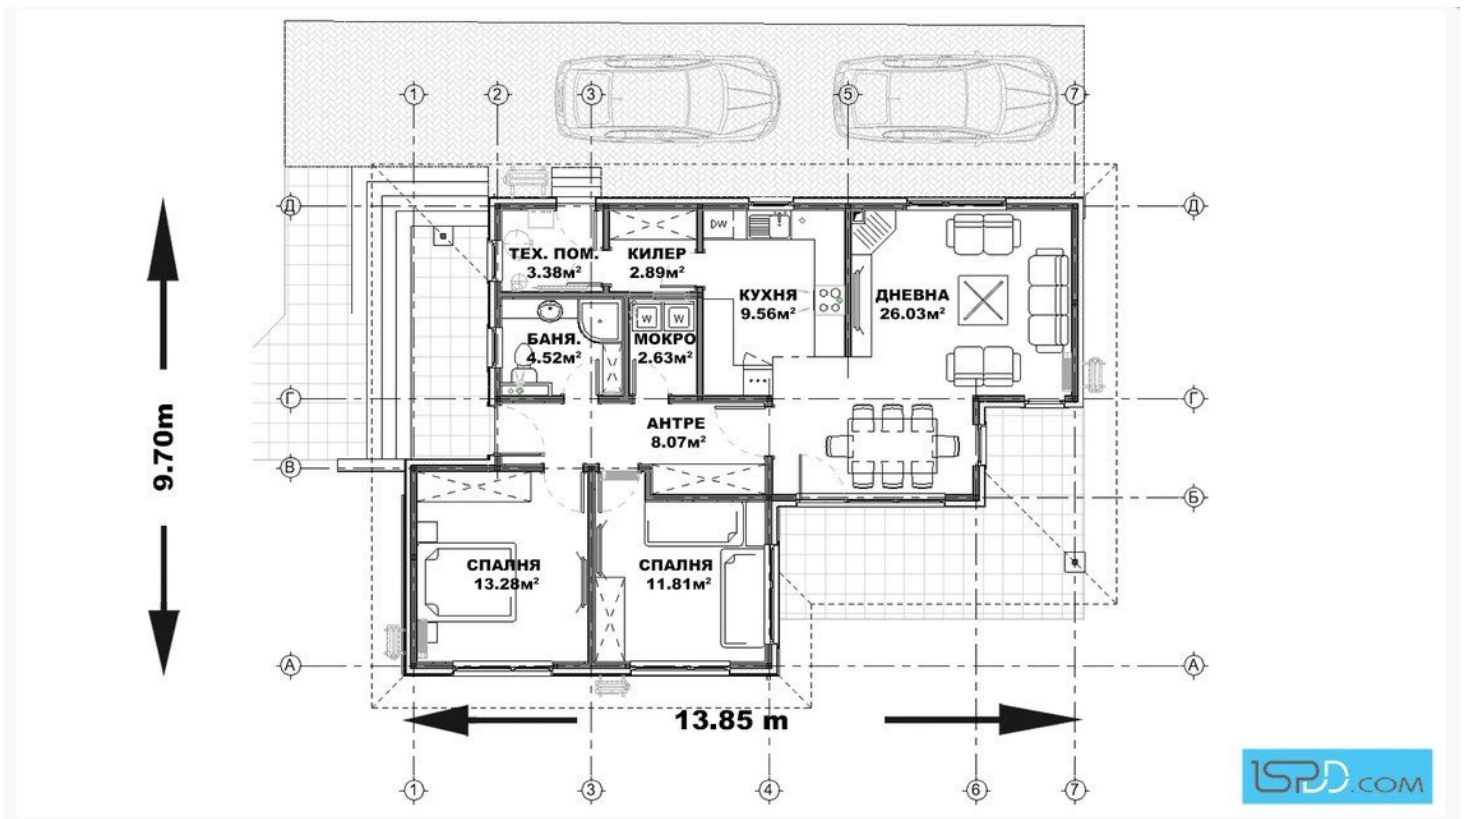 1
2
3
5
7
Д
Д
ТЕХ. ПОМ.
3.38м²
КИЛЕР
2.89м²
DW
КУХНЯ
9.56м²
ДНЕВНА
26.03м²
W
W
БАНЯ.
4.52м²
МОКРО
2.63м²
Г
Г
АНТРЕ
8.07м²
9.70m
В
Б
СПАЛНЯ
13.28м²
СПАЛНЯ
11.81м²
А
А
13.85 m
1
3
4
6
7
1SPDD.COM